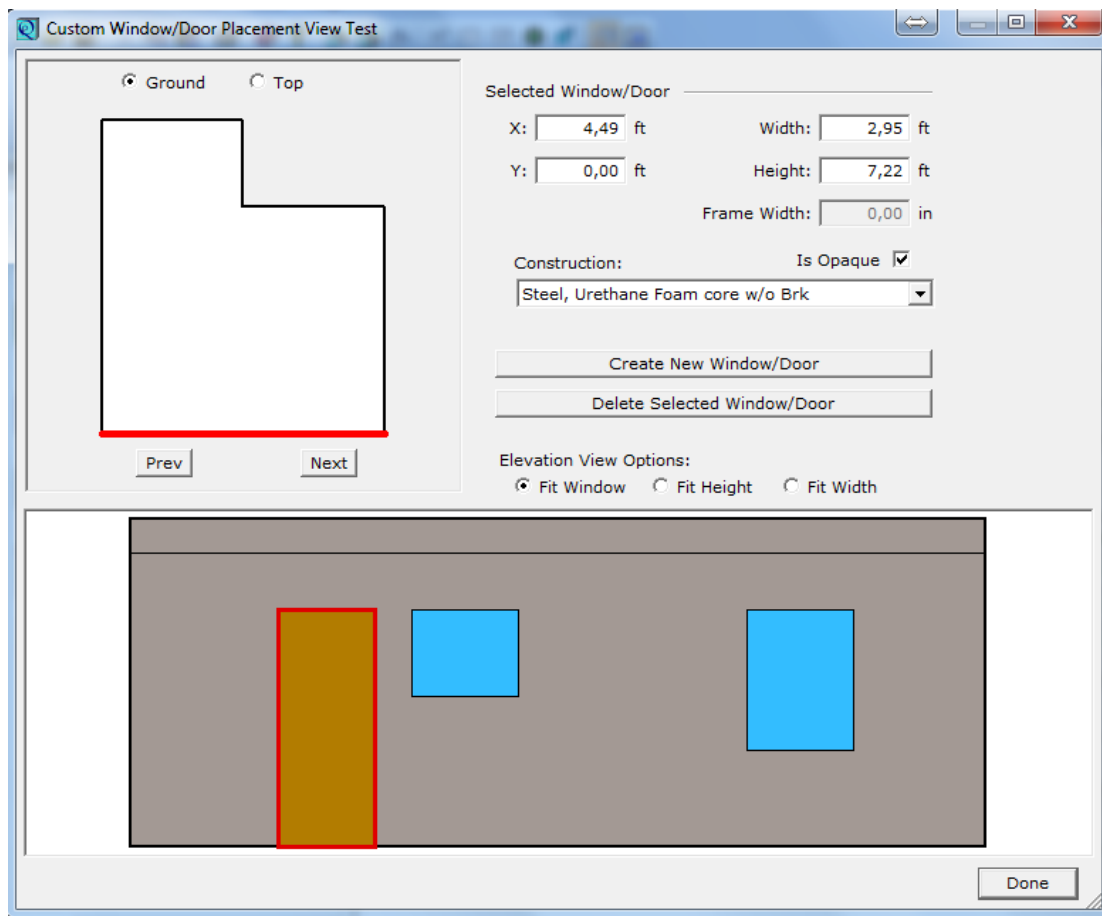 Custom Window/Door Placement View Test
Ground Top
Prev Next
Selected Window/Door
X: 4,49 ft Width: 2,95 ft
Y: 0,00 ft Height: 7,22 ft
Frame Width: 0,00 in
Construction: Is Opaque
Steel, Urethane Foam core w/o Brk
Create New Window/Door
Delete Selected Window/Door
Elevation View Options:
Fit Window Fit Height Fit Width
Done